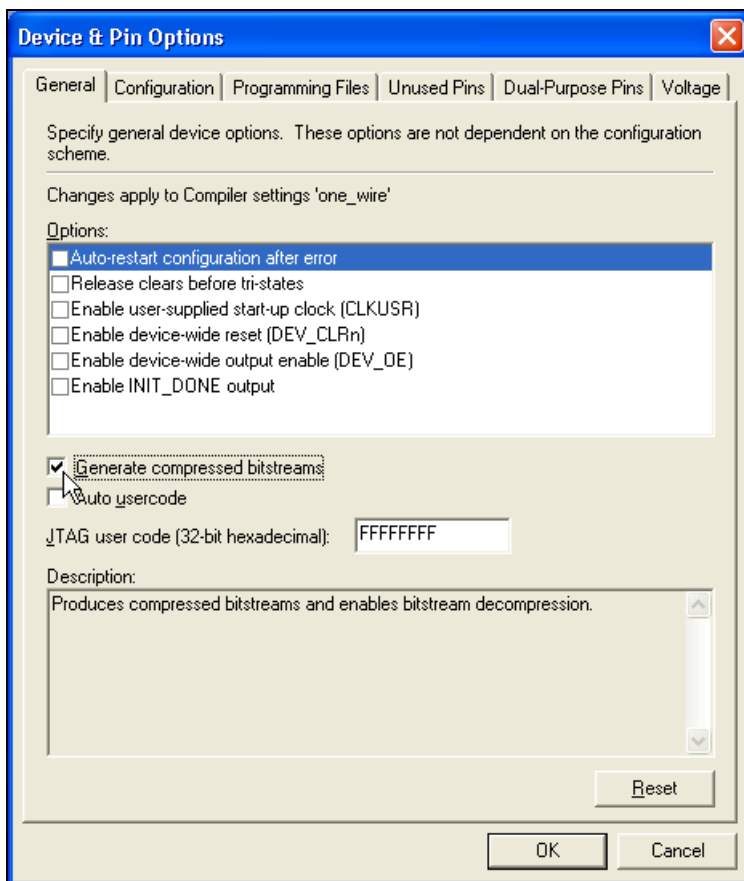 Device & Pin Options
General Configuration Programming Files Unused Pins Dual-Purpose Pins Voltage
Specify general device options. These options are not dependent on the configuration
scheme.
Changes apply to Compiler settings 'one_wire'
Options:
Auto-restart configuration after error
Release clears before tri-states
Enable user-supplied start-up clock (CLKUSR)
Enable device-wide reset (DEV_CLRn)
Enable device-wide output enable (DEV_OE)
Enable INIT_DONE output
Generate compressed bitstreams
Auto usercode
JTAG user code (32-bit hexadecimal): FFFFFFFF
Description:
Produces compressed bitstreams and enables bitstream decompression.
Reset
OK Cancel